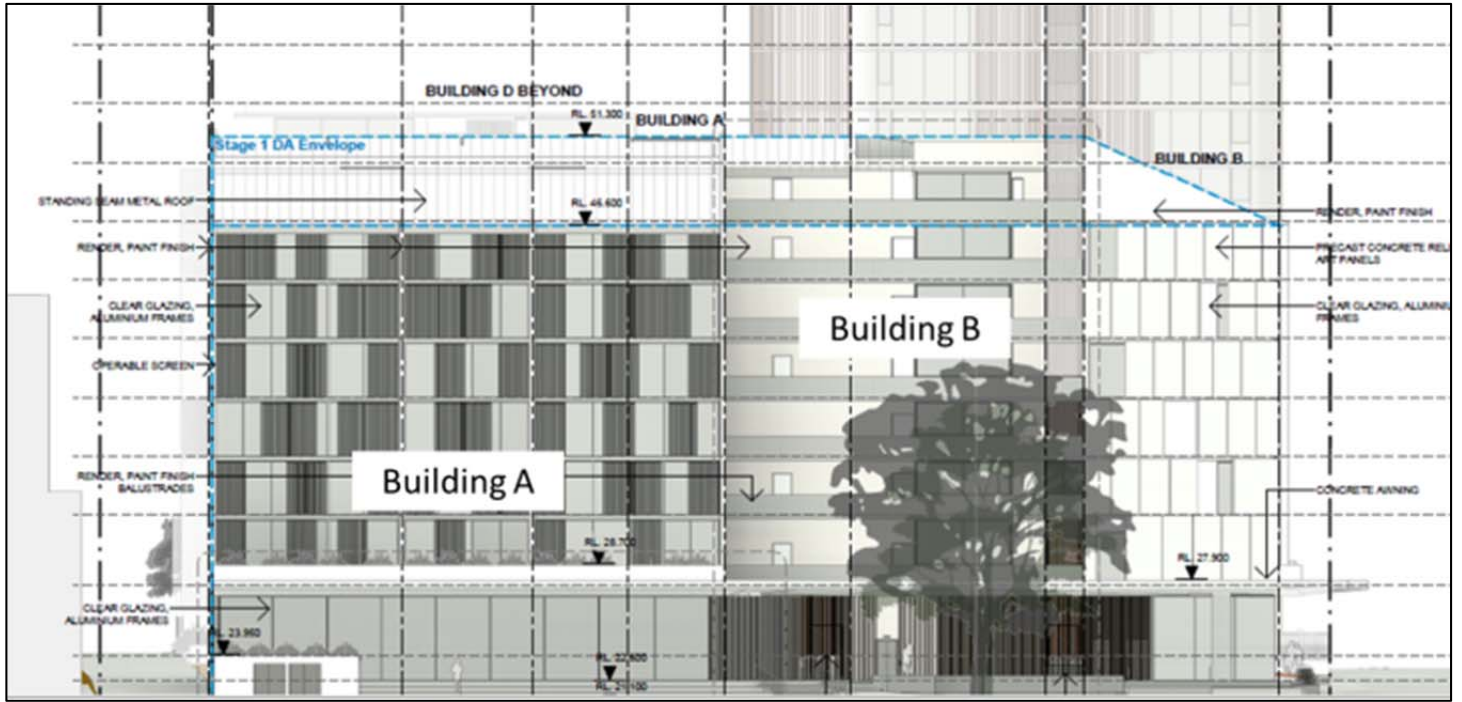 BUILDING D BEYOND
RL. 51.300
BUILDING A
Stage 1 DA Envelope
BUILDING B
STANDING SEAM METAL ROOF
RL. 46.600
RENDER, PAINT FINISH
RENDER, PAINT FINISH
PRECAST CONCRETE RELI
ART PANELS
CLEAR GLAZING,
ALUMINIUM FRAMES
CLEAR GLAZING, ALUMINIU
FRAMES
Building B
OPERABLE SCREEN
Building A
RENDER, PAINT FINISH
BALUSTRADES
CONCRETE AWNING
RL. 28.700
RL. 27.900
CLEAR GLAZING,
ALUMINIUM FRAMES
RL. 23.960